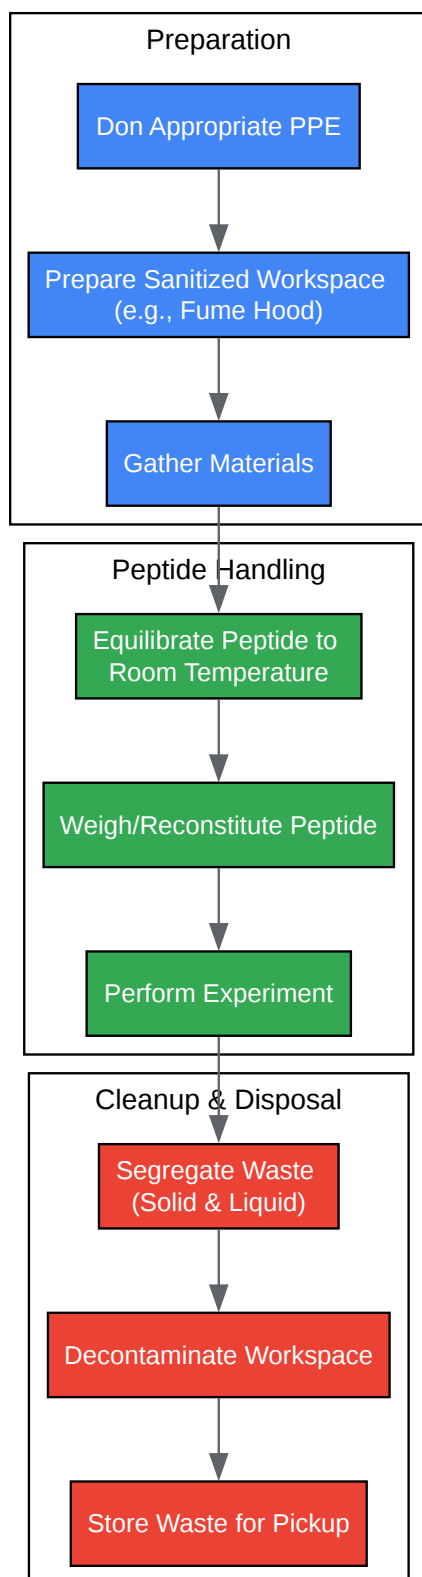 Preparation
Don Appropriate PPE
Prepare Sanitized Workspace
(e.g., Fume Hood)
Gather Materials
Peptide Handling
Equilibrate Peptide to
Room Temperature
Weigh/Reconstitute Peptide
Perform Experiment
Cleanup & Disposal
Segregate Waste
(Solid & Liquid)
Decontaminate Workspace
Store Waste for Pickup